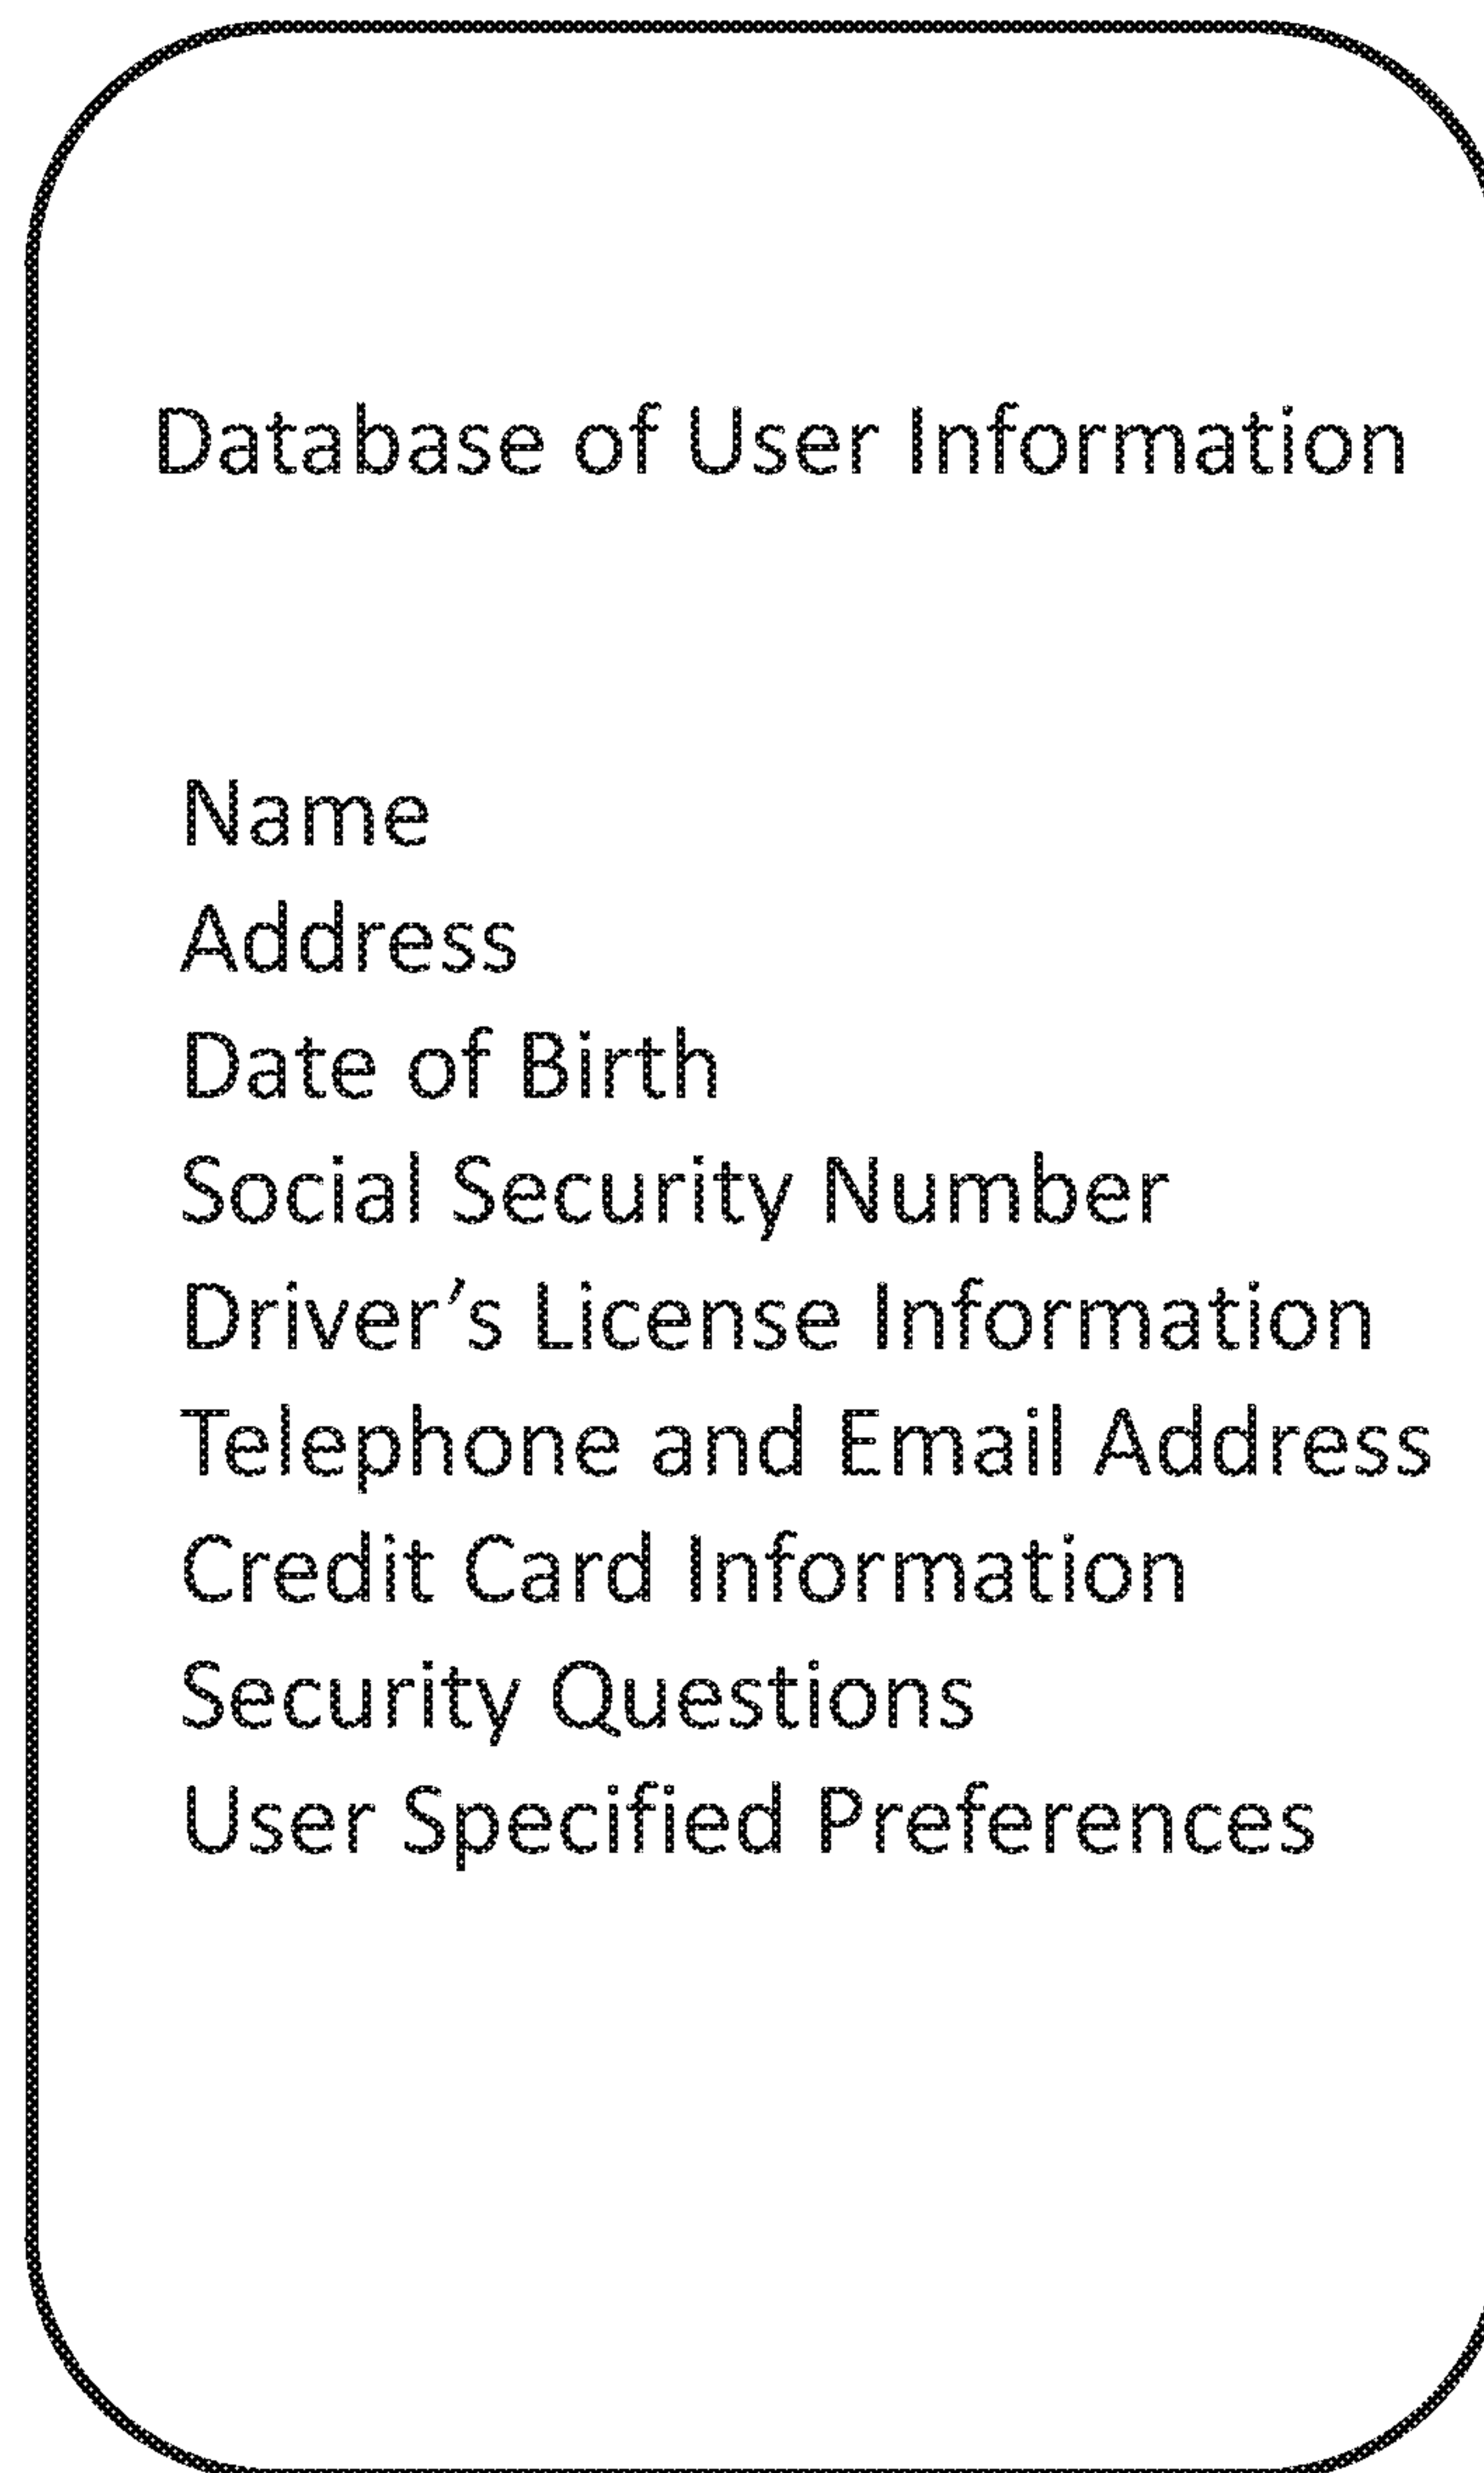 Database of User Information
Name
Address
Date of Birth
Social Security Number
Driver’s License Information
Telephone and Email Address
Credit Card Information
Security Questions
User Specified Preferences